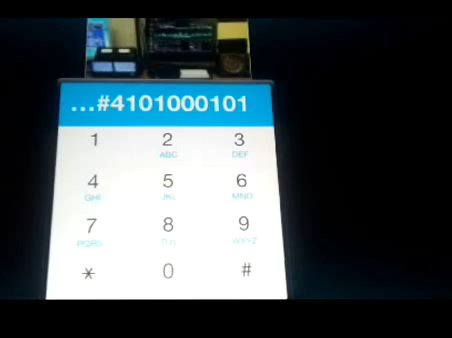 ...#4101000101
1 2 3
ABC DEF
4 5 6
GHI JKL MNO
7 8 9
PQRS TUV WXYZ
* 0 #